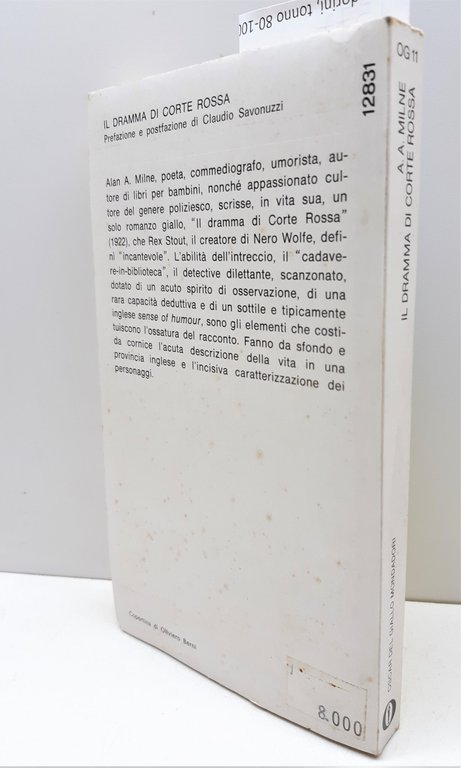 dorini, tonno 80-100
IL DRAMMA DI CORTE ROSSA
Prefazione e postfazione di Claudio Savonuzzi
12831
Alan A. Milne, poeta, commediografo, umorista, au-
tore di libri per bambini, nonché appassionato cul-
tore del genere poliziesco, scrisse, in vita sua, un
solo romanzo giallo, "Il dramma di Corte Rossa"
(1922), che Rex Stout, il creatore di Nero Wolfe, defi-
nì "incantevole". L'abilità dell'intreccio, il "cadave-
re-in-biblioteca", il detective dilettante, scanzonato,
dotato di un acuto spirito di osservazione, di una
rara capacità deduttiva e di un sottile e tipicamente
inglese sense of humour, sono gli elementi che costi-
tuiscono l'ossatura del racconto. Fanno da sfondo e
da cornice l'acuta descrizione della vita in una
provincia inglese e l'incisiva caratterizzazione dei
personaggi.
Copertina di Oliviero Berni
8.000
OG 11
A. A. MILNE
IL DRAMMA DI CORTE ROSSA
OSCAR DEL GIALLO MONDADORI